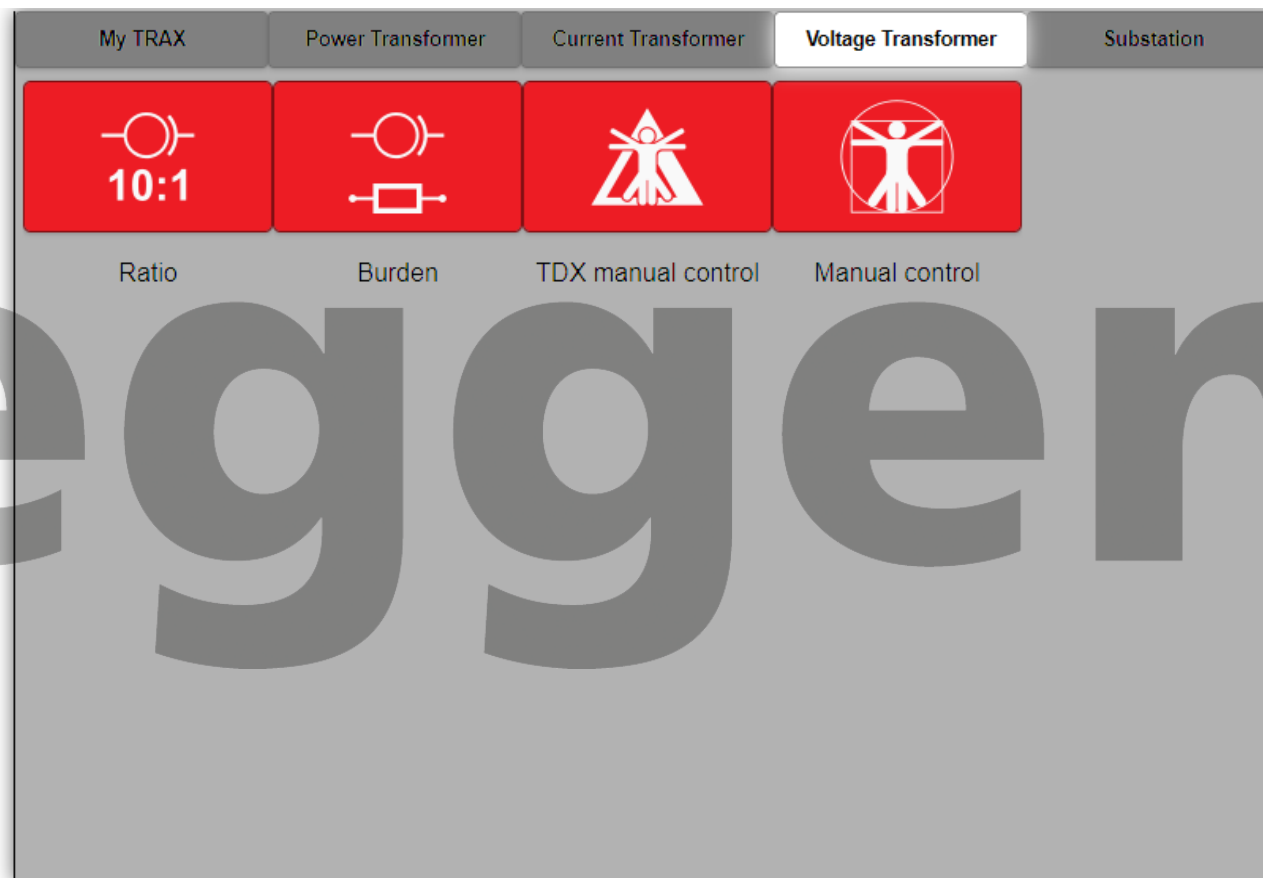 My TRAX
Power Transformer
Current Transformer
Voltage Transformer
Substation
10:1
Ratio
Burden
TDX manual control
Manual control
egger